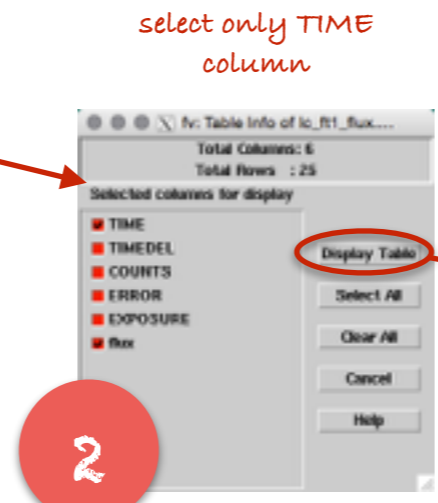 select only TIME
column
fv: Table Info of lc_ft1_flux....
Total Columns: 6
Total Rows : 25
Selected columns for display
TIME
TIMEDEL
COUNTS
ERROR
EXPOSURE
flux
Display Table
Select All
Clear All
Cancel
Help
2